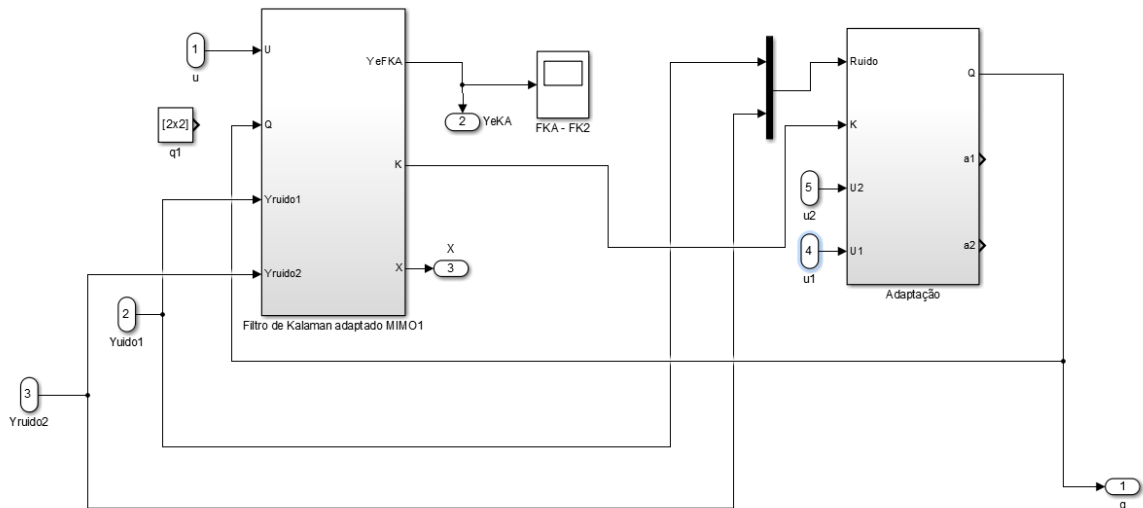 1
u
[2x2]
q1
U
Q
Yruido1
Yruido2
YeFKA
K
X
Filtro de Kalaman adaptado MIMO1
2
YeKA
FKA - FK2
X
3
2
Yuido1
3
Yruido2
5
u2
4
u1
Ruido
K
U2
U1
Q
a1
a2
Adaptação
1
q